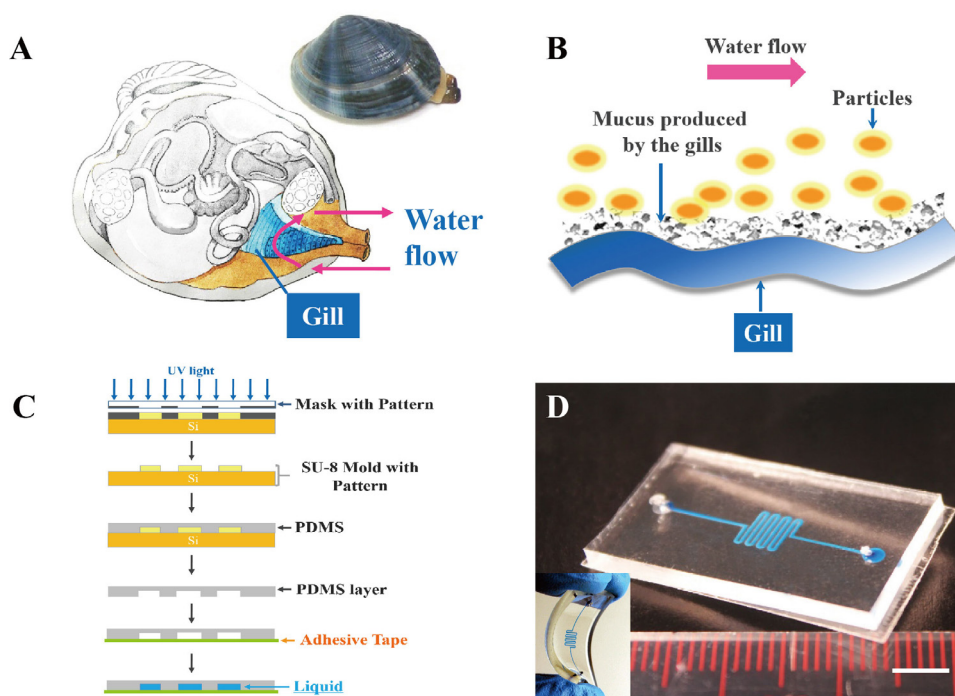 A
Water
flow
Gill
B
Water flow
Particles
Mucus produced
by the gills
Gill
C
UV light
Mask with Pattern
Si
SU-8 Mold with
Pattern
Si
PDMS
Si
PDMS layer
Adhesive Tape
Liquid
D